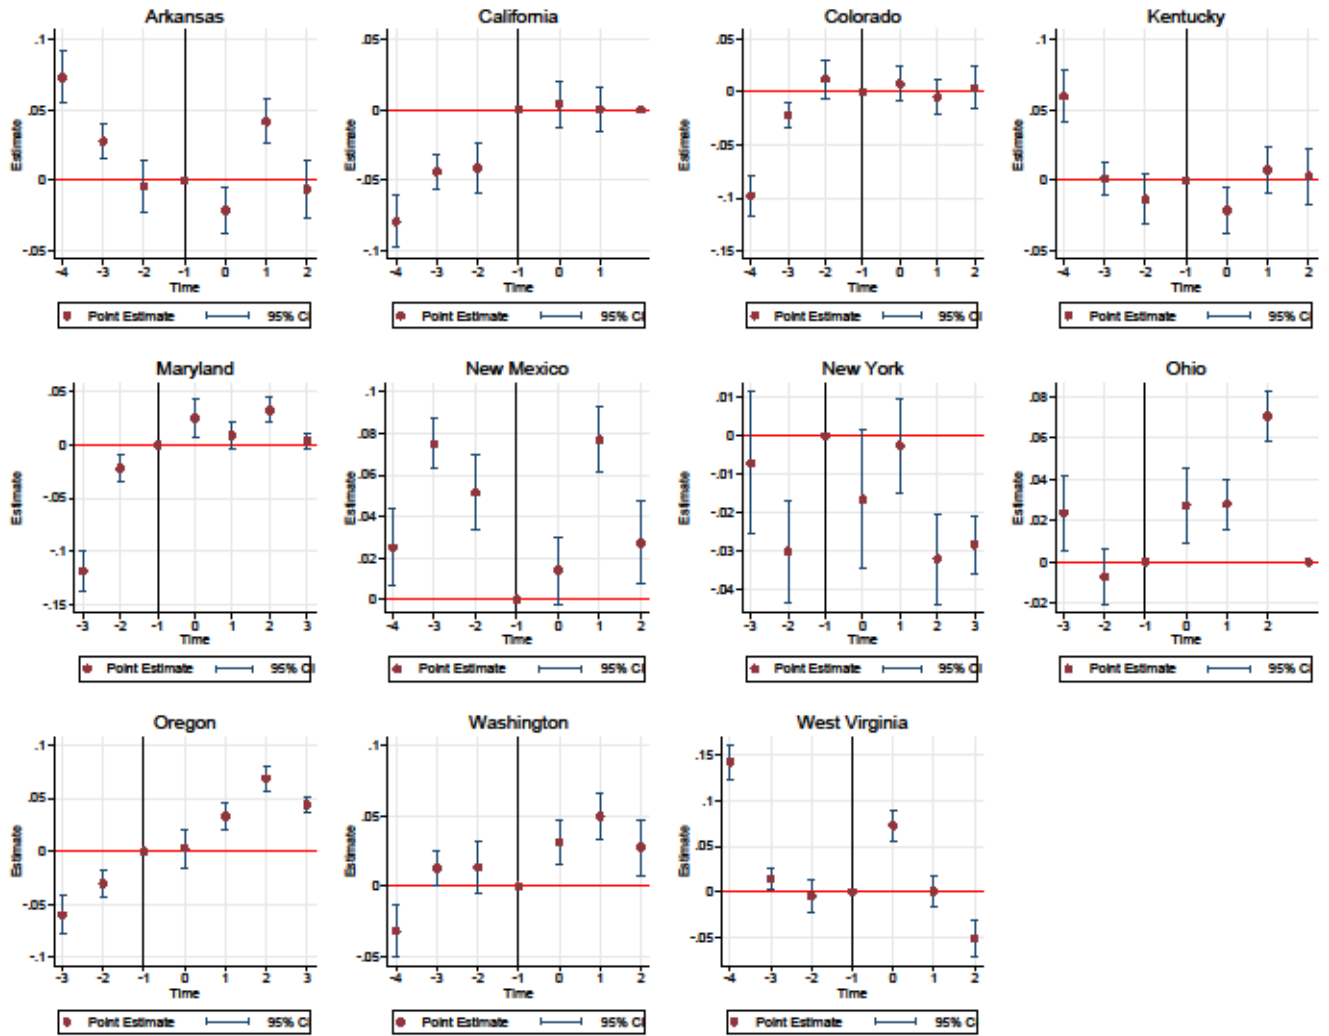 Arkansas
.1
.05
0
-.05
Estimate
-4 -3 -2 -1 0 1 2
Time
Point Estimate 95% CI
California
.05
0
-.05
-.1
Estimate
-4 -3 -2 -1 0 1
Time
Point Estimate 95% CI
Colorado
.05
0
-.05
-.1
-.15
Estimate
-4 -3 -2 -1 0 1 2
Time
Point Estimate 95% CI
Kentucky
.1
.05
0
-.05
Estimate
-4 -3 -2 -1 0 1 2
Time
Point Estimate 95% CI
Maryland
.05
0
-.05
-.1
-.15
Estimate
-3 -2 -1 0 1 2 3
Time
Point Estimate 95% CI
New Mexico
.1
.08
.06
.04
.02
0
Estimate
-4 -3 -2 -1 0 1 2
Time
Point Estimate 95% CI
New York
.01
0
-.01
-.02
-.03
-.04
Estimate
-3 -2 -1 0 1 2 3
Time
Point Estimate 95% CI
Ohio
.08
.06
.04
.02
0
-.02
Estimate
-3 -2 -1 0 1 2
Time
Point Estimate 95% CI
Oregon
.1
.05
0
-.05
-.1
Estimate
-3 -2 -1 0 1 2 3
Time
Point Estimate 95% CI
Washington
.1
.05
0
-.05
Estimate
-4 -3 -2 -1 0 1 2
Time
Point Estimate 95% CI
West Virginia
.15
.1
.05
0
-.05
Estimate
-4 -3 -2 -1 0 1 2
Time
Point Estimate 95% CI